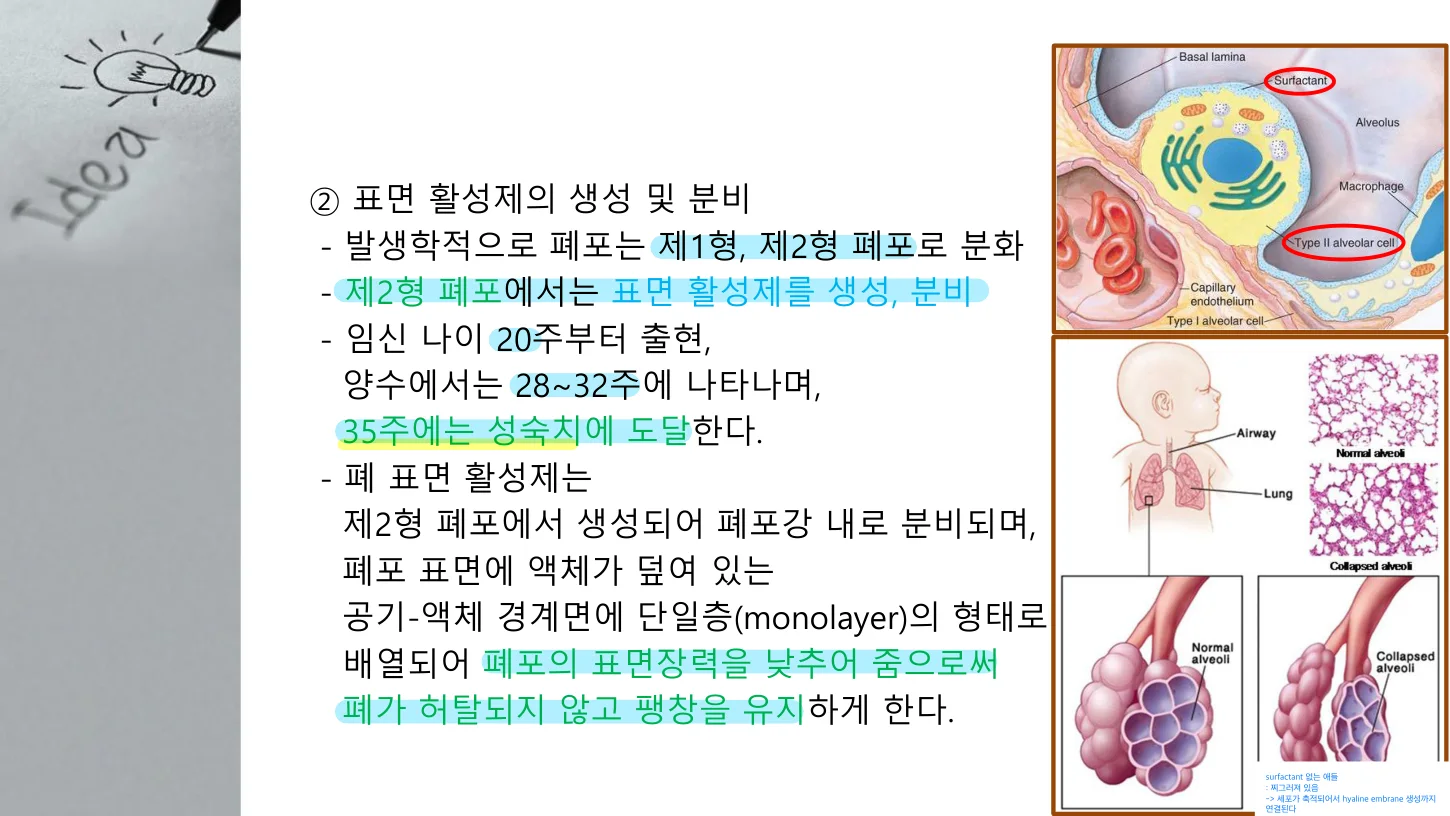 Idea
② 표면 활성제의 생성 및 분비
- 발생학적으로 폐포는 제1형, 제2형 폐포로 분화
- 제2형 폐포에서는 표면 활성제를 생성, 분비
- 임신 나이 20주부터 출현,
양수에서는 28~32주에 나타나며,
35주에는 성숙치에 도달한다.
- 폐 표면 활성제는
제2형 폐포에서 생성되어 폐포강 내로 분비되며,
폐포 표면에 액체가 덮여 있는
공기-액체 경계면에 단일층(monolayer)의 형태로
배열되어 폐포의 표면장력을 낮추어 줌으로써
폐가 허탈되지 않고 팽창을 유지하게 한다.
Basal lamina
Surfactant
Alveolus
Macrophage
Type II alveolar cell
Capillary
endothelium
Type I alveolar cell
Airway
Normal alveoli
Lung
Collapsed alveoli
Normal
alveoli
Collapsed
alveoli
surfactant 없는 애들
: 찌그러져 있음
-> 세포가 축적되어서 hyaline embrane 생성까지
연결된다